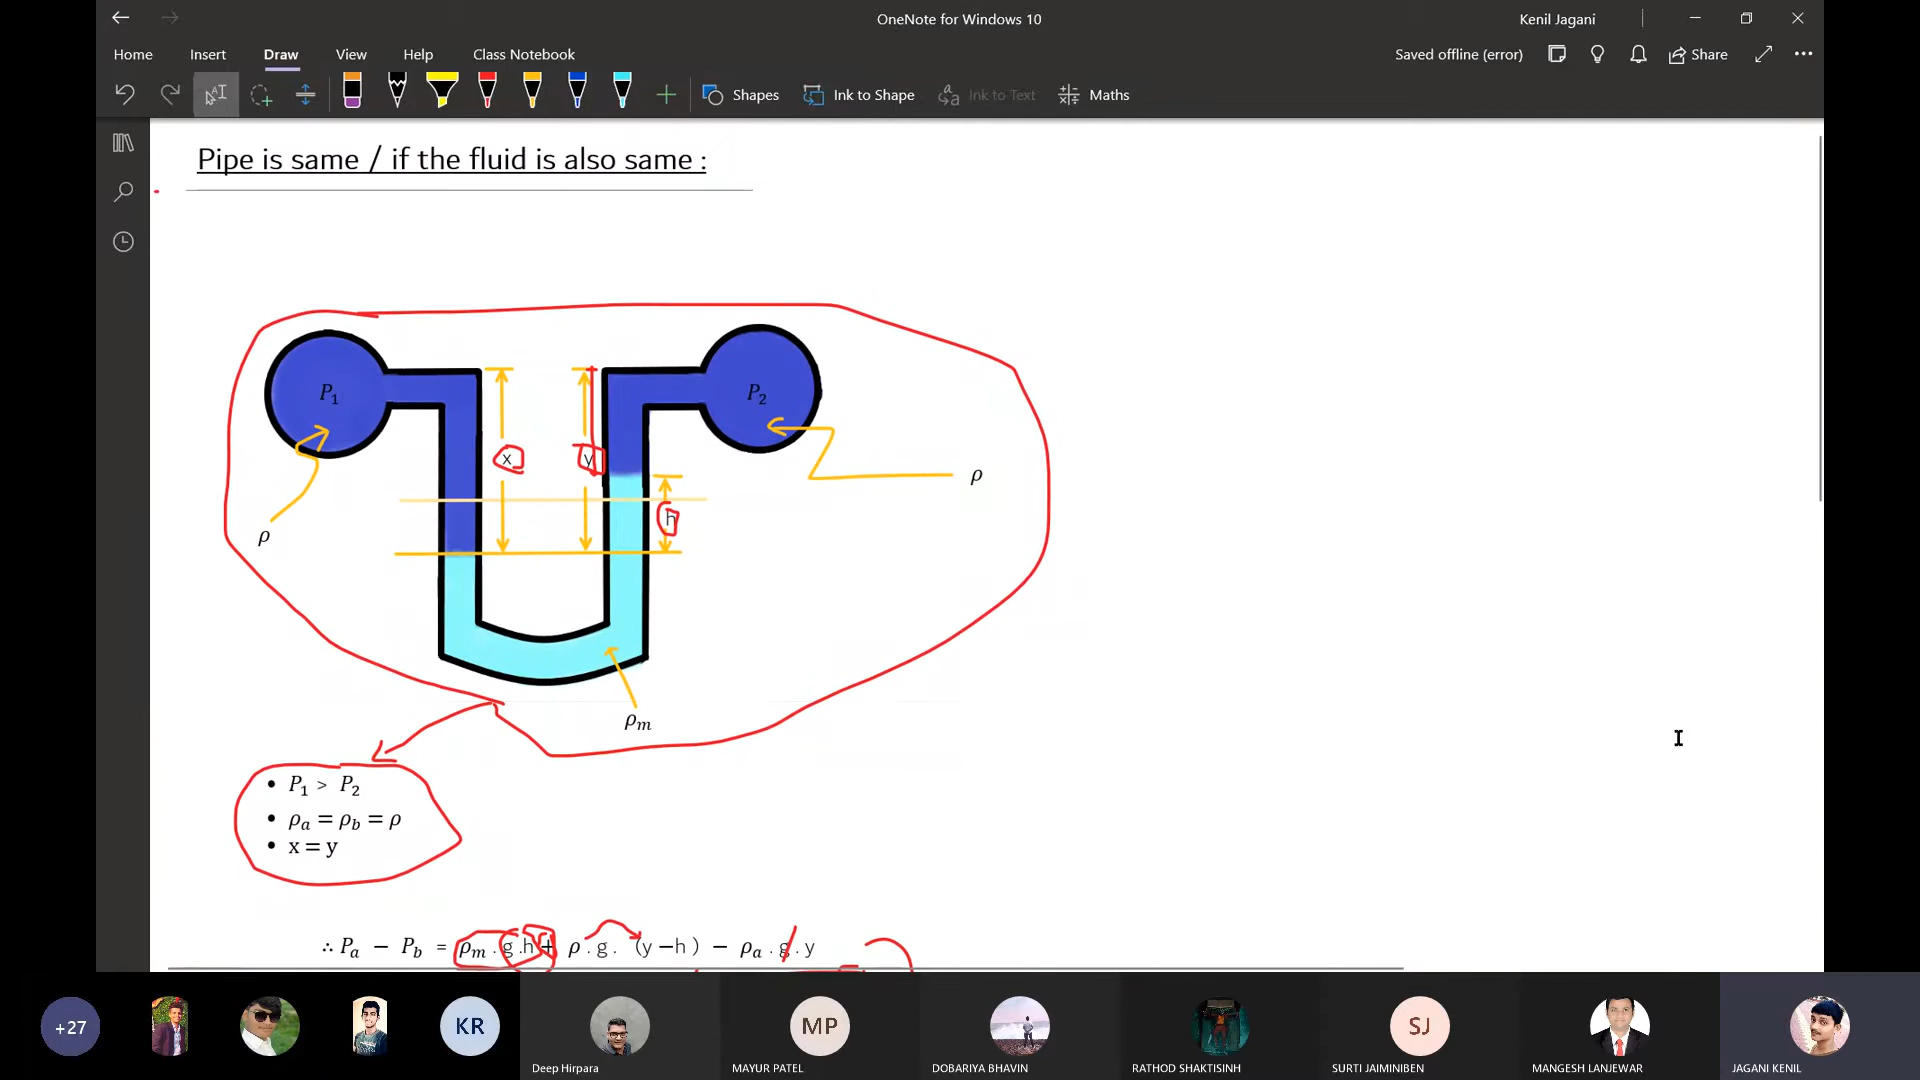 OneNote for Windows 10
Kenil Jagani
Home Insert Draw View Help Class Notebook
Saved offline (error) Share
Shapes Ink to Shape Ink to Text Maths
Pipe is same / if the fluid is also same :
P₁ P₂
x y
h
ρ
ρ
ρₘ
• P₁ > P₂
• ρₐ = ρ_b = ρ
• x = y
∴ Pₐ − P_b = ρₘ . g .h + ρ . g . (y −h ) − ρₐ . g . y
+27 KR MP SJ
Deep Hirpara MAYUR PATEL DOBARIYA BHAVIN RATHOD SHAKTISINH SURTI JAIMINIBEN MANGESH LANJEWAR JAGANI KENIL